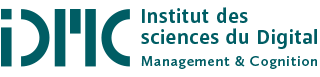 IDMC
Institut des
sciences du Digital
Management & Cognition